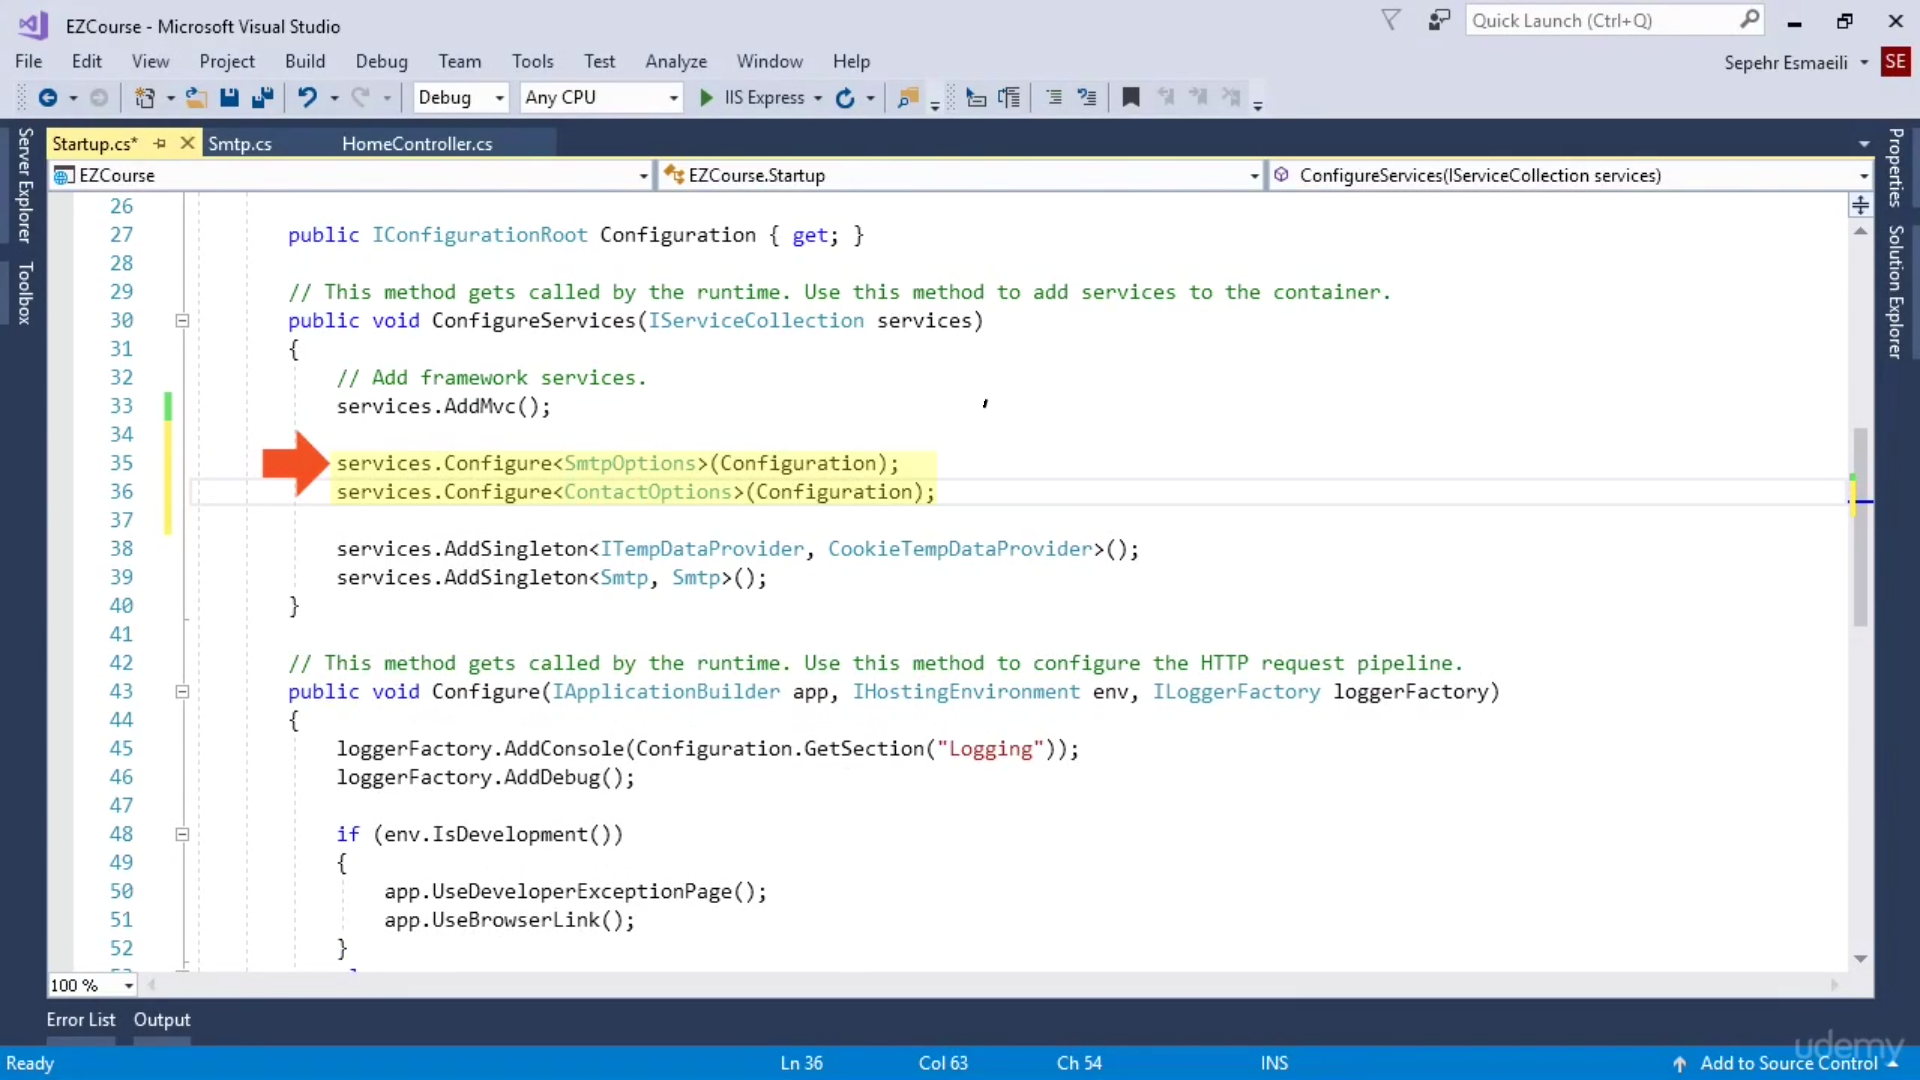 EZCourse - Microsoft Visual Studio
Quick Launch (Ctrl+Q)
File Edit View Project Build Debug Team Tools Test Analyze Window Help
Sepehr Esmaeili SE
Debug Any CPU IIS Express
Startup.cs* Smtp.cs HomeController.cs
EZCourse EZCourse.Startup ConfigureServices(IServiceCollection services)
Server Explorer
Toolbox
Properties
Solution Explorer
26
27 public IConfigurationRoot Configuration { get; }
28
29 // This method gets called by the runtime. Use this method to add services to the container.
30 public void ConfigureServices(IServiceCollection services)
31 {
32 // Add framework services.
33 services.AddMvc();
34
35 services.Configure<SmtpOptions>(Configuration);
36 services.Configure<ContactOptions>(Configuration);
37
38 services.AddSingleton<ITempDataProvider, CookieTempDataProvider>();
39 services.AddSingleton<Smtp, Smtp>();
40 }
41
42 // This method gets called by the runtime. Use this method to configure the HTTP request pipeline.
43 public void Configure(IApplicationBuilder app, IHostingEnvironment env, ILoggerFactory loggerFactory)
44 {
45 loggerFactory.AddConsole(Configuration.GetSection("Logging"));
46 loggerFactory.AddDebug();
47
48 if (env.IsDevelopment())
49 {
50 app.UseDeveloperExceptionPage();
51 app.UseBrowserLink();
52 }
100 %
Error List Output
Ready Ln 36 Col 63 Ch 54 INS Add to Source Control
udemy